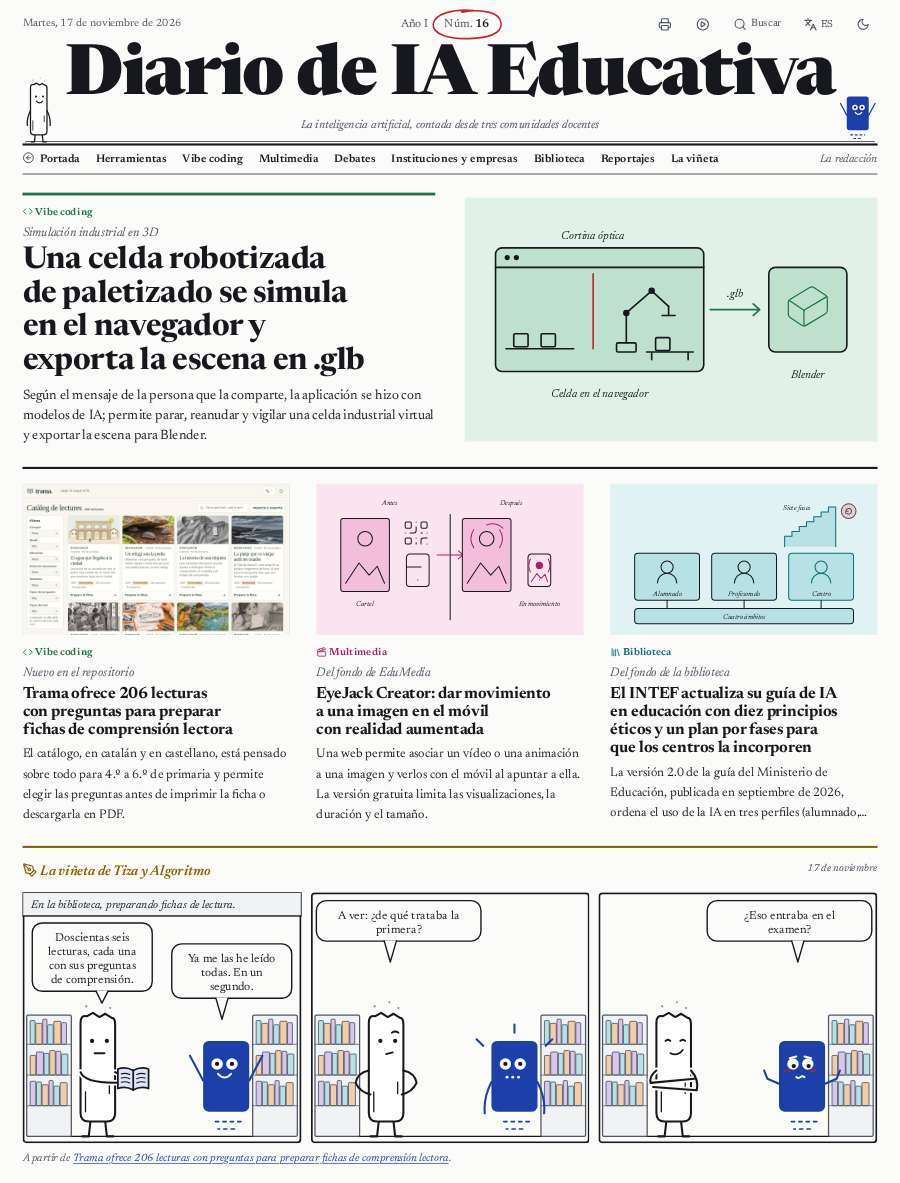 Martes, 17 de noviembre de 2026
Año I
Núm. 16
Buscar
ES
Diario de IA Educativa
La inteligencia artificial, contada desde tres comunidades docentes
Portada Herramientas Vibe coding Multimedia Debates Instituciones y empresas Biblioteca Reportajes La viñeta La redacción
Vibe coding
Simulación industrial en 3D
Una celda robotizada
de paletizado se simula
en el navegador y
exporta la escena en .glb
Según el mensaje de la persona que la comparte, la aplicación se hizo con
modelos de IA; permite parar, reanudar y vigilar una celda industrial virtual
y exportar la escena para Blender.
Cortina óptica
.glb
Blender
Celda en el navegador
trama.
Catálogo de lectures
Vibe coding
Nuevo en el repositorio
Trama ofrece 206 lecturas
con preguntas para preparar
fichas de comprensión lectora
El catálogo, en catalán y en castellano, está pensado
sobre todo para 4.º a 6.º de primaria y permite
elegir las preguntas antes de imprimir la ficha o
descargarla en PDF.
Antes
Después
Cartel
En movimiento
Multimedia
Del fondo de EduMedia
EyeJack Creator: dar movimiento
a una imagen en el móvil
con realidad aumentada
Una web permite asociar un vídeo o una animación
a una imagen y verlos con el móvil al apuntar a ella.
La versión gratuita limita las visualizaciones, la
duración y el tamaño.
Siete fases
Alumnado
Profesorado
Centro
Cuatro ámbitos
Biblioteca
Del fondo de la biblioteca
El INTEF actualiza su guía de IA
en educación con diez principios
éticos y un plan por fases para
que los centros la incorporen
La versión 2.0 de la guía del Ministerio de
Educación, publicada en septiembre de 2026,
ordena el uso de la IA en tres perfiles (alumnado,...
La viñeta de Tiza y Algoritmo
17 de noviembre
En la biblioteca, preparando fichas de lectura.
Doscientas seis
lecturas, cada una
con sus preguntas
de comprensión.
Ya me las he leído
todas. En un
segundo.
A ver: ¿de qué trataba la
primera?
¿Eso entraba en el
examen?
A partir de Trama ofrece 206 lecturas con preguntas para preparar fichas de comprensión lectora.